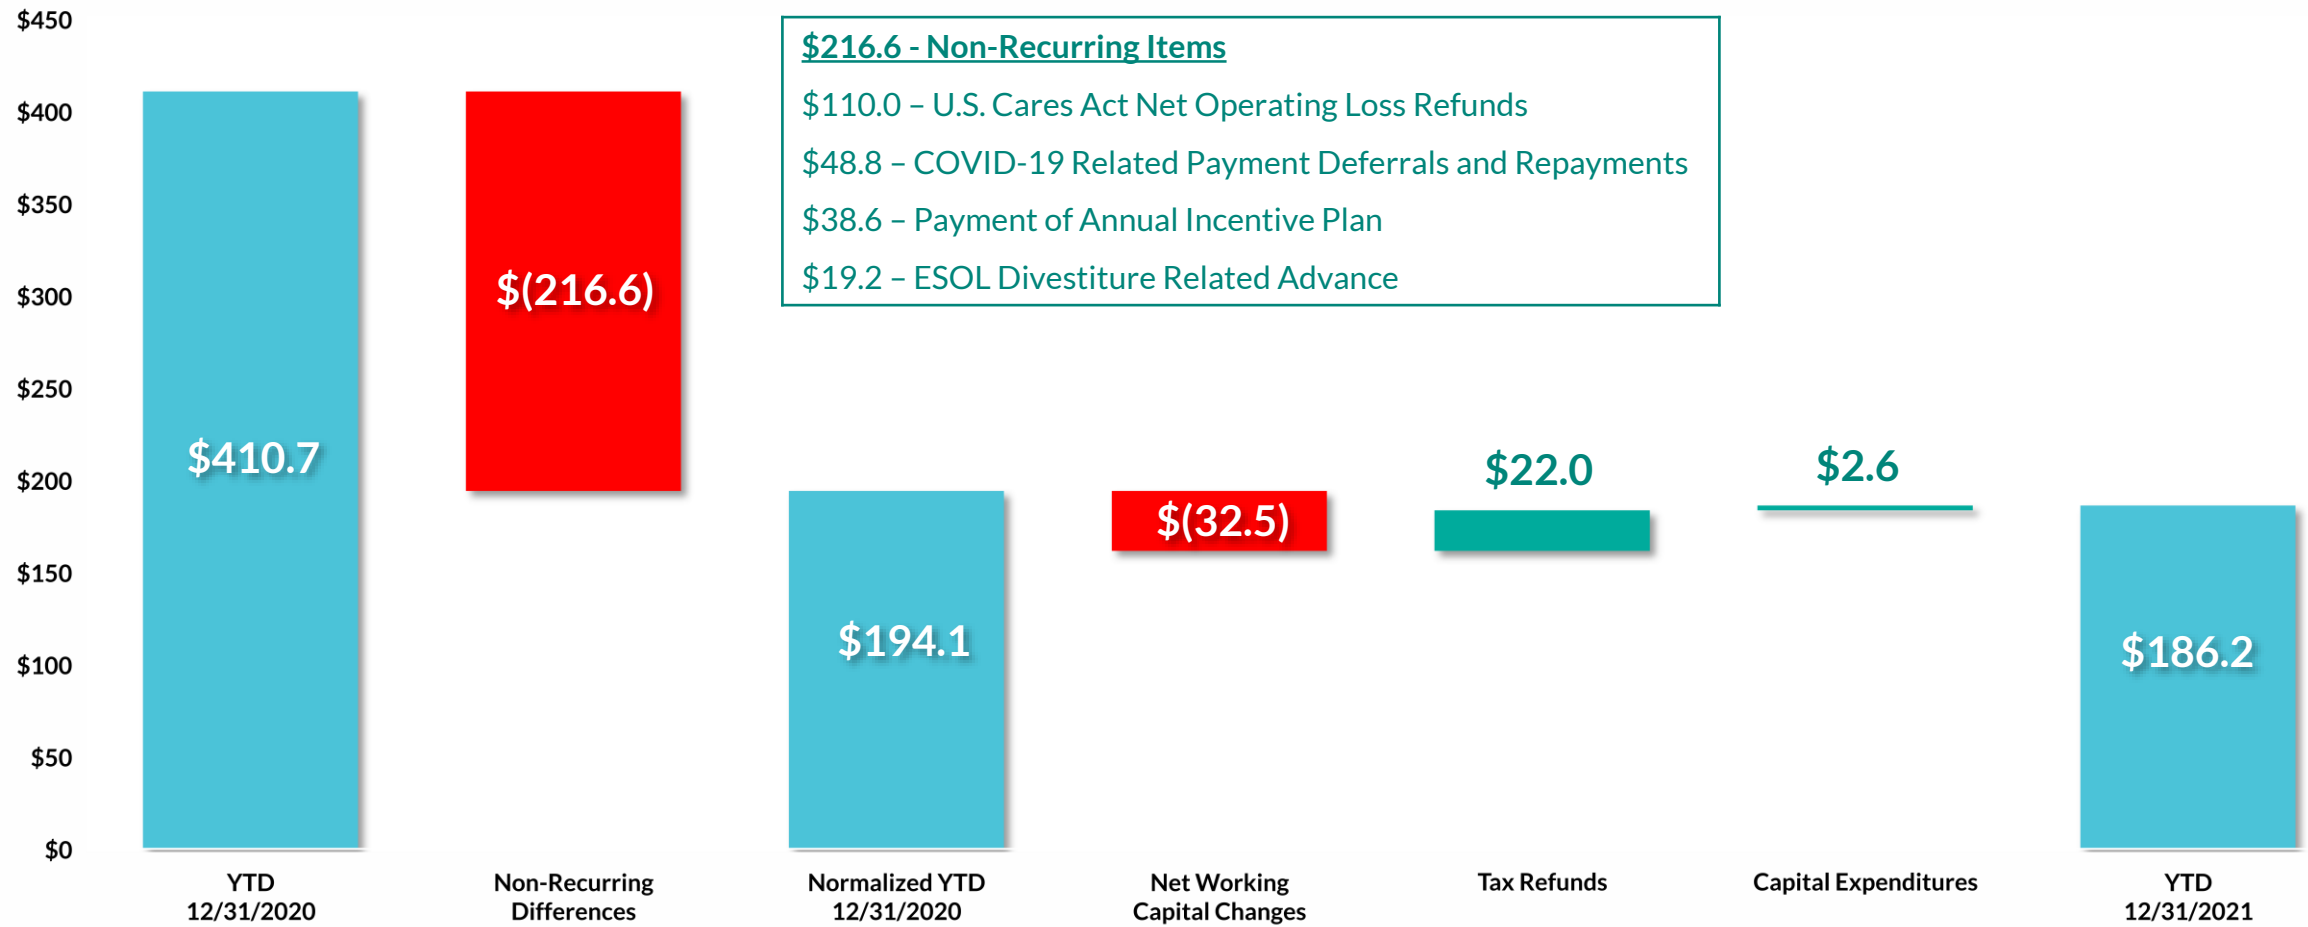 $450
$400
$350
$300
$250
$200
$150
$100
$50
$0
$216.6 - Non-Recurring Items
$110.0 – U.S. Cares Act Net Operating Loss Refunds
$48.8 – COVID-19 Related Payment Deferrals and Repayments
$38.6 – Payment of Annual Incentive Plan
$19.2 – ESOL Divestiture Related Advance
$410.7
$(216.6)
$194.1
$(32.5)
$22.0
$2.6
$186.2
YTD
12/31/2020
Non-Recurring
Differences
Normalized YTD
12/31/2020
Net Working
Capital Changes
Tax Refunds
Capital Expenditures
YTD
12/31/2021